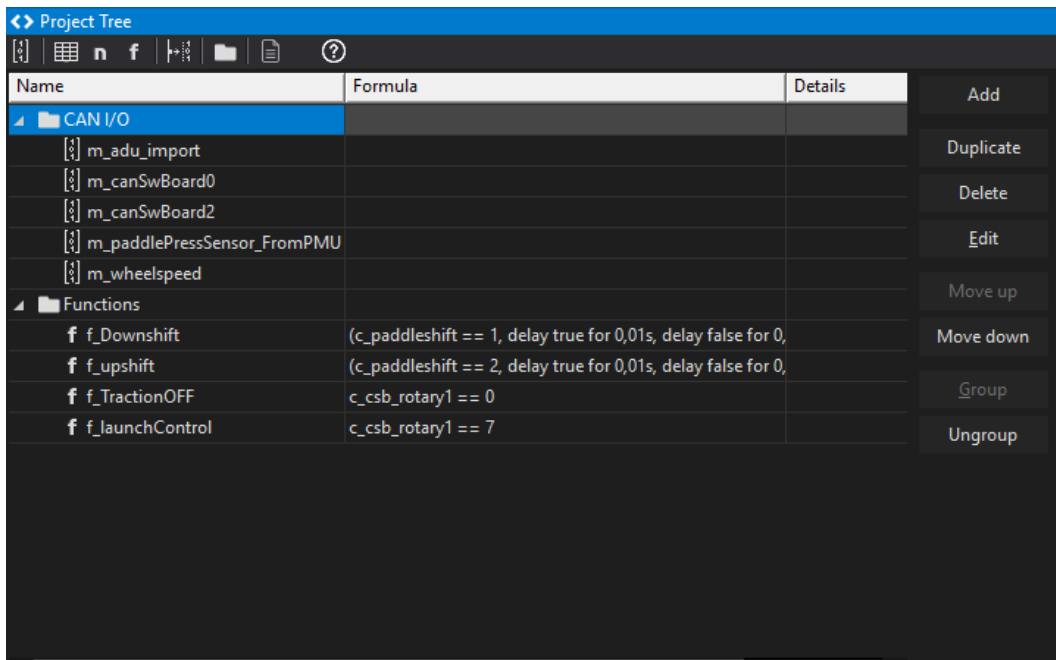 Project Tree
n f ?
Name Formula Details
CAN I/O
m_adu_import
m_canSwBoard0
m_canSwBoard2
m_paddlePressSensor_FromPMU
m_wheelspeed
Functions
f f_Downshift (c_paddleshift == 1, delay true for 0,01s, delay false for 0,
f f_upshift (c_paddleshift == 2, delay true for 0,01s, delay false for 0,
f f_TractionOFF c_csb_rotary1 == 0
f f_launchControl c_csb_rotary1 == 7
Add
Duplicate
Delete
Edit
Move up
Move down
Group
Ungroup